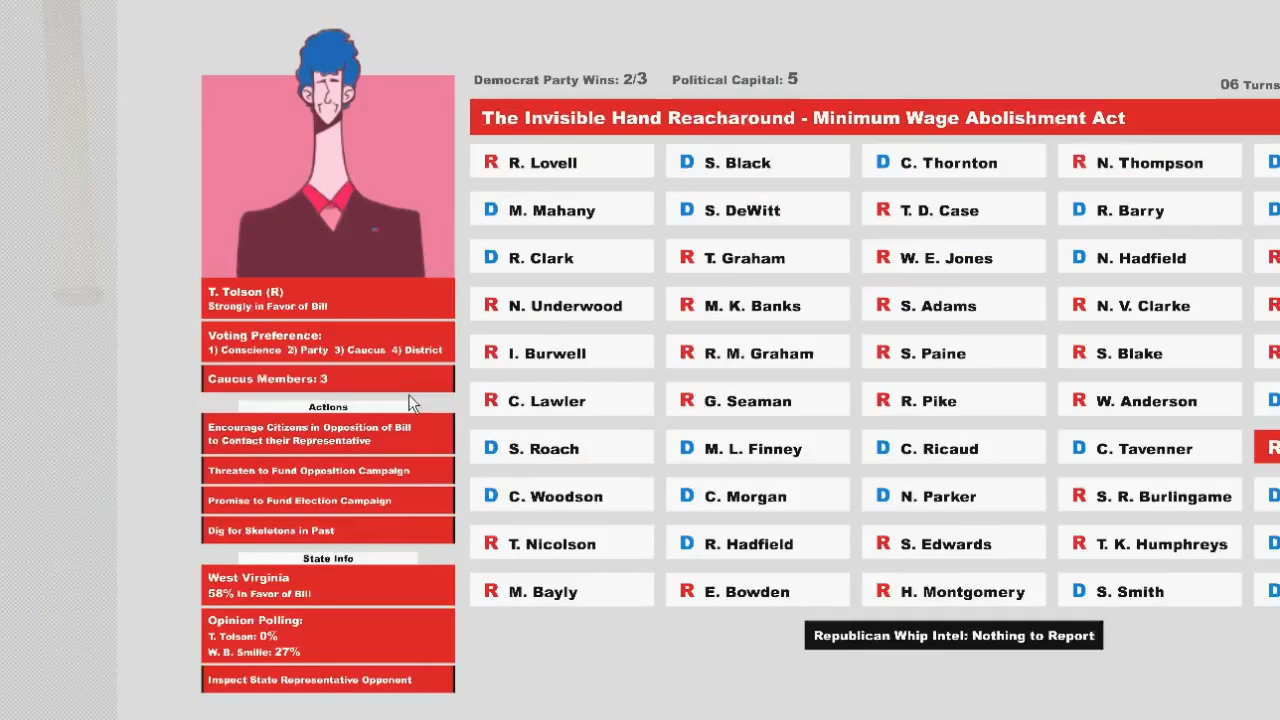 Democrat Party Wins: 2/3 Political Capital: 5
06 Turns
The Invisible Hand Reacharound - Minimum Wage Abolishment Act
R R. Lovell D S. Black D C. Thornton R N. Thompson D
D M. Mahany D S. DeWitt R T. D. Case D R. Barry D
D R. Clark R T. Graham R W. E. Jones D N. Hadfield R
R N. Underwood R M. K. Banks R S. Adams R N. V. Clarke R
R I. Burwell R R. M. Graham R S. Paine R S. Blake R
R C. Lawler R G. Seaman R R. Pike R W. Anderson D
D S. Roach D M. L. Finney D C. Ricaud D C. Tavenner R
D C. Woodson D C. Morgan D N. Parker R S. R. Burlingame D
R T. Nicolson D R. Hadfield R S. Edwards R T. K. Humphreys D
R M. Bayly R E. Bowden R H. Montgomery D S. Smith D
Republican Whip Intel: Nothing to Report
T. Tolson (R)
Strongly in Favor of Bill
Voting Preference:
1) Conscience 2) Party 3) Caucus 4) District
Caucus Members: 3
Actions
Encourage Citizens in Opposition of Bill
to Contact their Representative
Threaten to Fund Opposition Campaign
Promise to Fund Election Campaign
Dig for Skeletons in Past
State Info
West Virginia
58% In Favor of Bill
Opinion Polling:
T. Tolson: 0%
W. B. Smille: 27%
Inspect State Representative Opponent